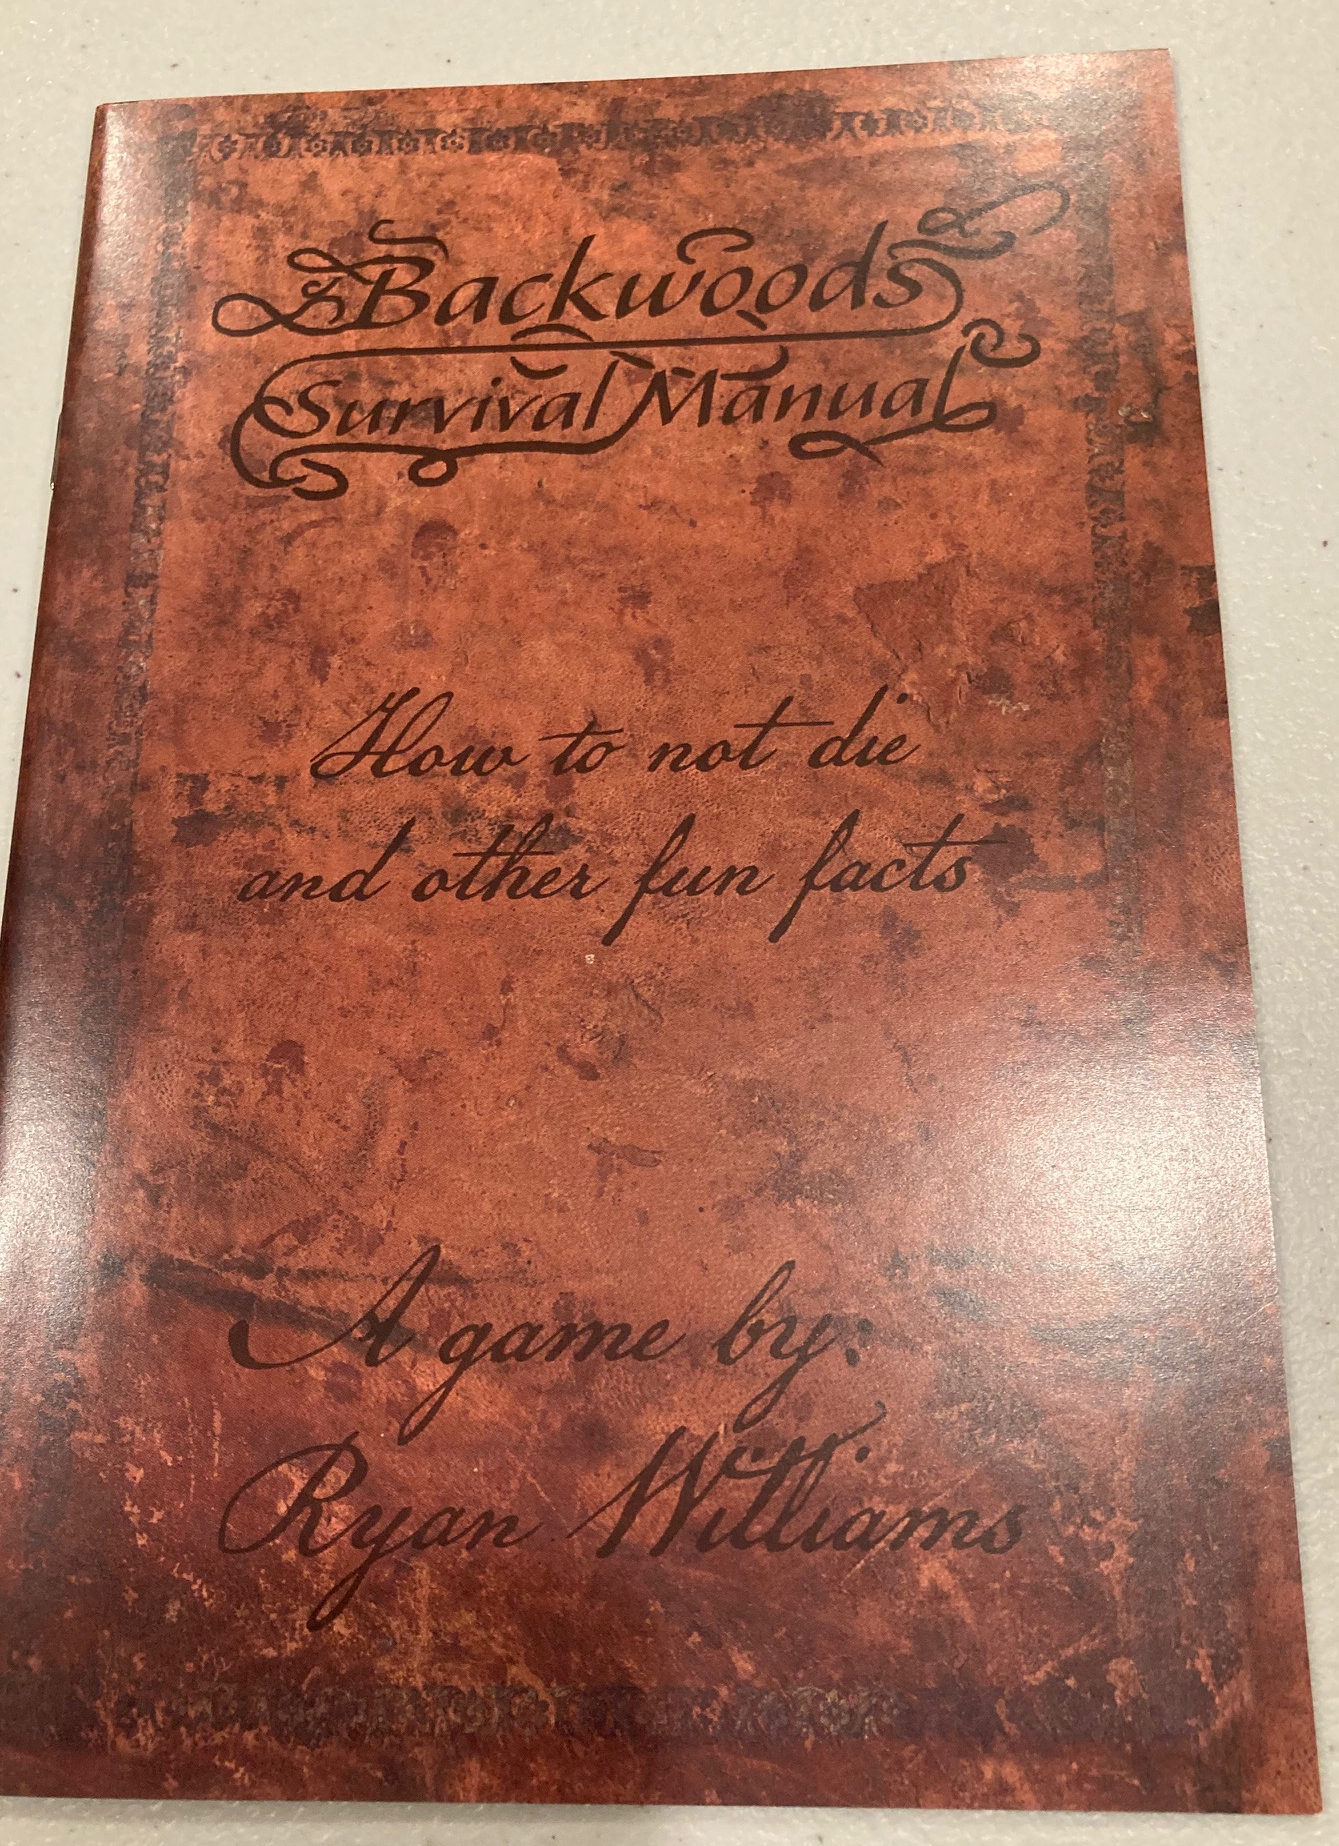 Backwoods
Survival Manual
How to not die
and other fun facts
A game by:
Ryan Williams